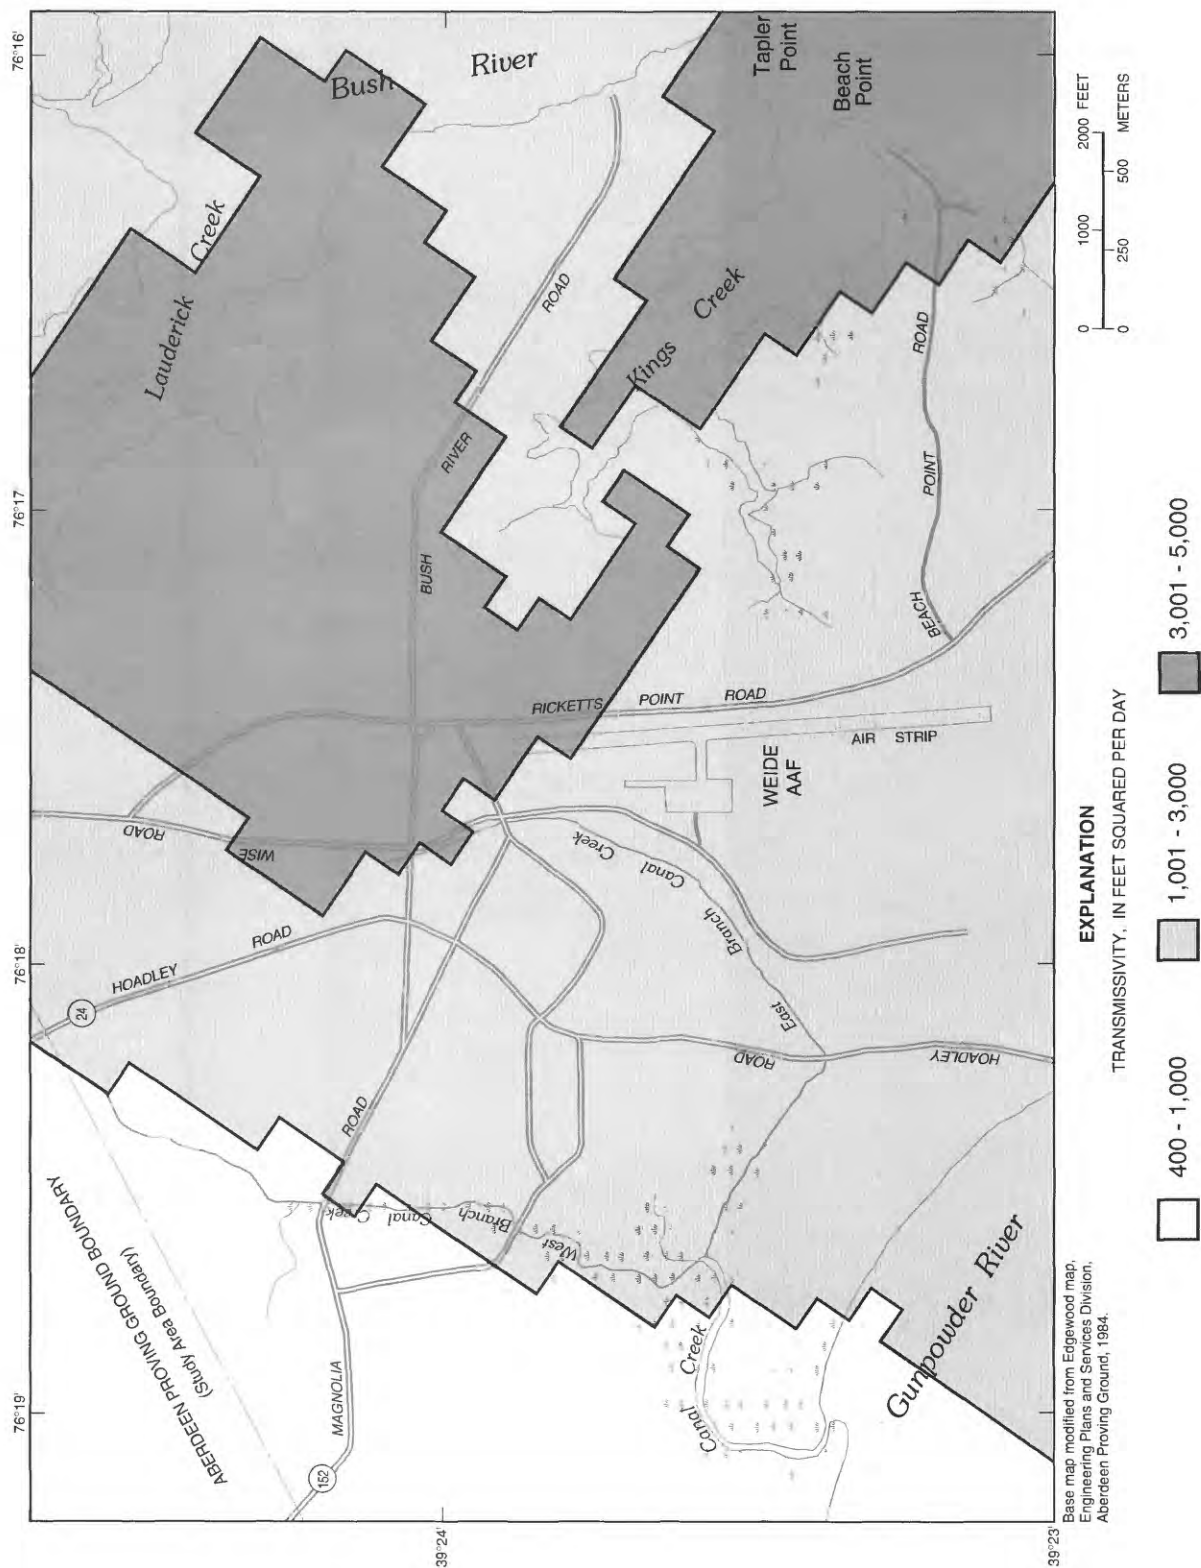 76°19'
76°18'
76°17'
76°16'
39°24'
39°23'
ABERDEEN PROVING GROUND BOUNDARY
(Study Area Boundary)
24
152
HOADLEY
ROAD
ROAD
WISE
MAGNOLIA
ROAD
Lauderick
Creek
Bush
River
BUSH
RIVER
ROAD
RICKETTS
POINT
ROAD
Kings
Creek
Tapler
Point
Beach
Point
West
Branch
Canal
Creek
East
Branch
Canal
Creek
WEIDE
AAF
AIR STRIP
BEACH
POINT
ROAD
ROAD
HOADLEY
Canal
Creek
Gunpowder River
Base map modified from Edgewood map,
Engineering Plans and Services Division,
Aberdeen Proving Ground, 1984.
0 1000 2000 FEET
0 250 500 METERS
EXPLANATION
TRANSMISSIVITY, IN FEET SQUARED PER DAY
400 - 1,000
1,001 - 3,000
3,001 - 5,000